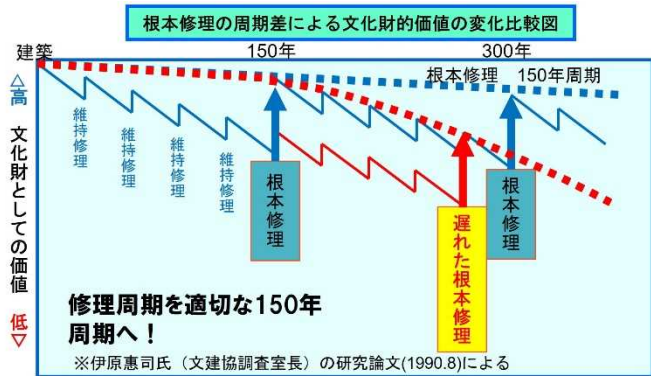 根本修理の周期差による文化財的価値の変化比較図
建築
150年
300年
△高 文化財としての価値 低▽
根本修理 150年周期
維持修理
維持修理
維持修理
維持修理
根本修理
遅れた根本修理
根本修理
修理周期を適切な150年
周期へ！
※伊原惠司氏（文建協調査室長）の研究論文(1990.8)による